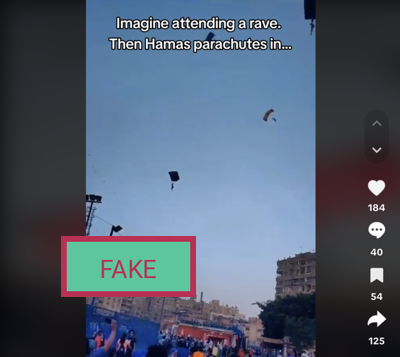 Imagine attending a rave.
Then Hamas parachutes in...
FAKE
184
40
54
125